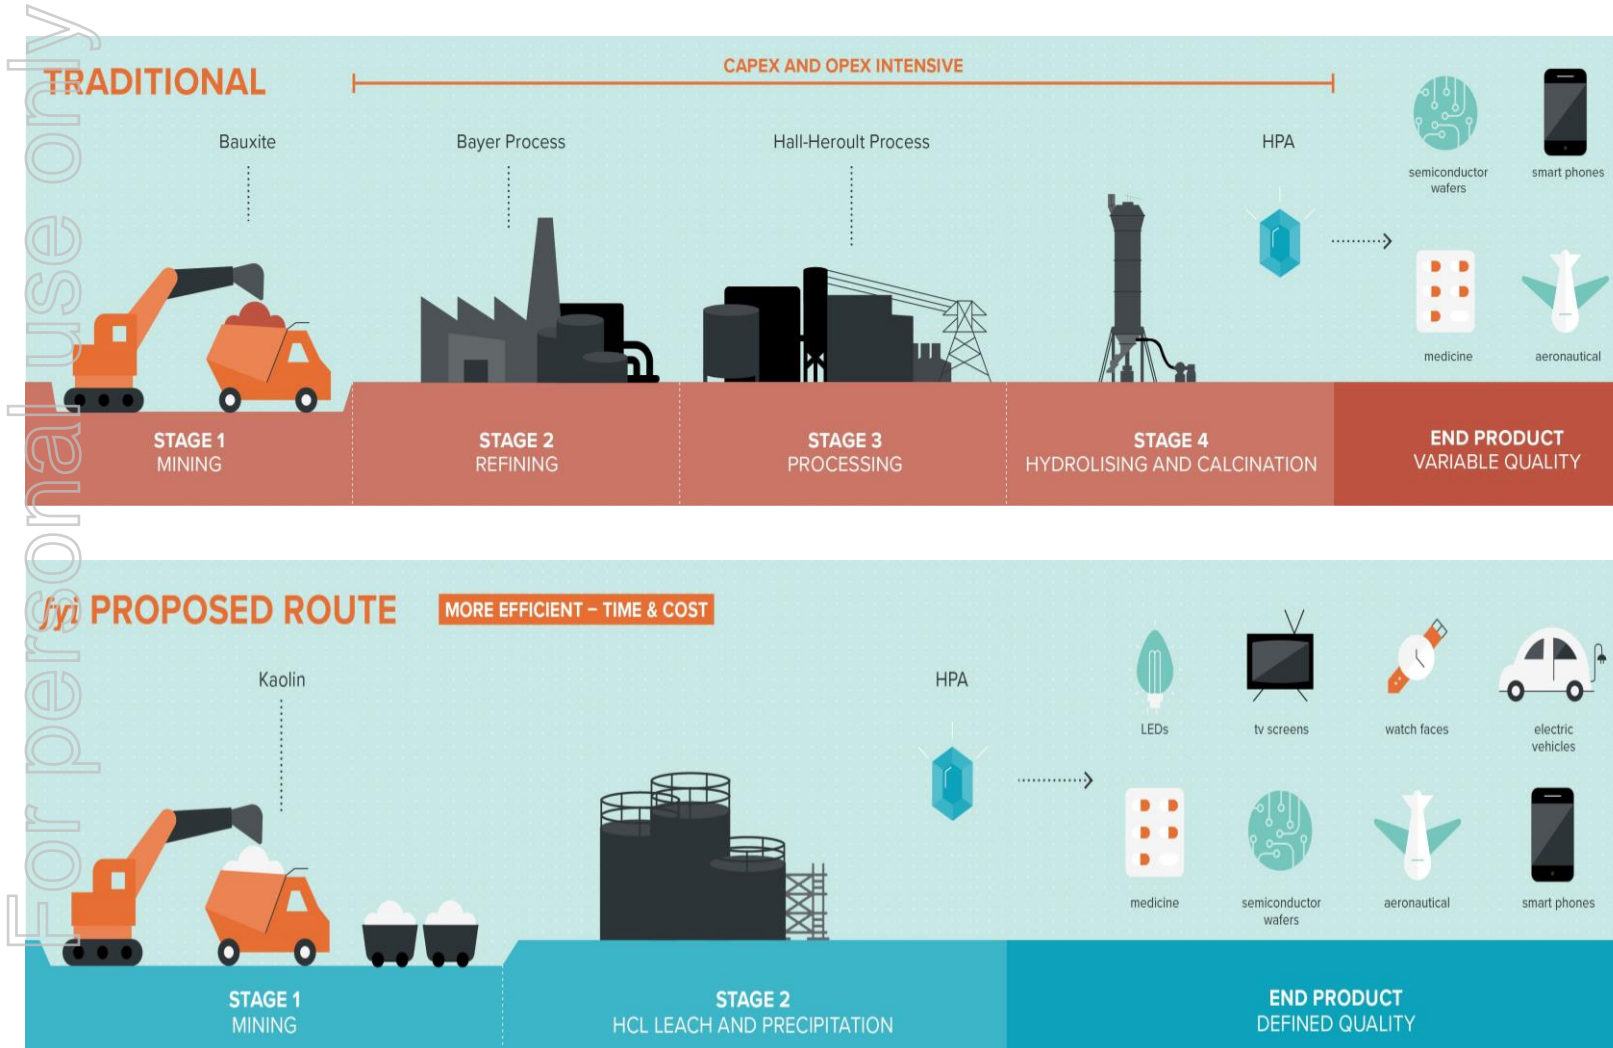 For personal use only
TRADITIONAL
CAPEX AND OPEX INTENSIVE
Bauxite
Bayer Process
Hall-Heroult Process
HPA
semiconductor
wafers
smart phones
medicine
aeronautical
STAGE 1
MINING
STAGE 2
REFINING
STAGE 3
PROCESSING
STAGE 4
HYDROLISING AND CALCINATION
END PRODUCT
VARIABLE QUALITY
fyi PROPOSED ROUTE
MORE EFFICIENT – TIME & COST
Kaolin
HPA
LEDs
tv screens
watch faces
electric
vehicles
medicine
semiconductor
wafers
aeronautical
smart phones
STAGE 1
MINING
STAGE 2
HCL LEACH AND PRECIPITATION
END PRODUCT
DEFINED QUALITY